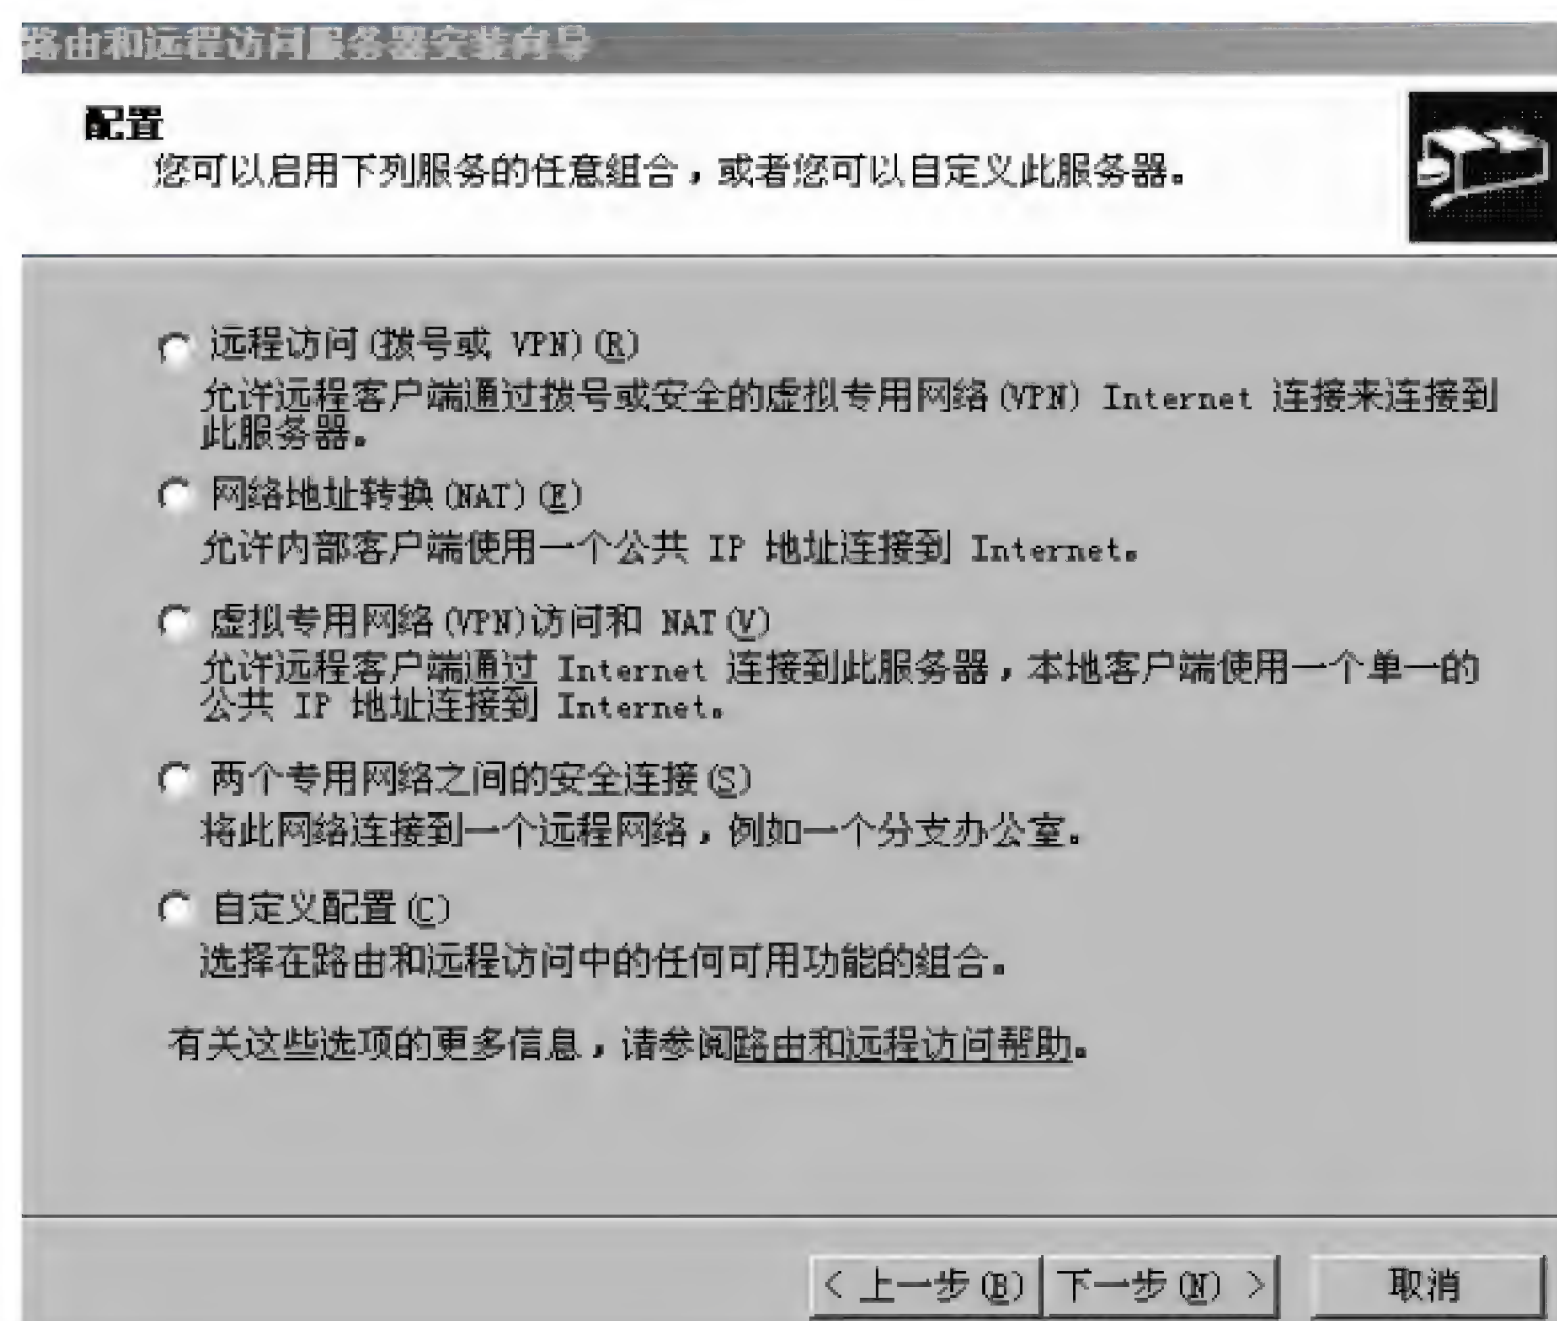 路由和远程访问服务器安装向导
配置
您可以启用下列服务的任意组合，或者您可以自定义此服务器。
远程访问(拨号或 VPN)(R)
允许远程客户端通过拨号或安全的虚拟专用网络(VPN) Internet 连接来连接到
此服务器。
网络地址转换(NAT)(E)
允许内部客户端使用一个公共 IP 地址连接到 Internet。
虚拟专用网络(VPN)访问和 NAT(V)
允许远程客户端通过 Internet 连接到此服务器，本地客户端使用一个单一的
公共 IP 地址连接到 Internet。
两个专用网络之间的安全连接(S)
将此网络连接到一个远程网络，例如一个分支办公室。
自定义配置(C)
选择在路由和远程访问中的任何可用功能的组合。
有关这些选项的更多信息，请参阅路由和远程访问帮助。
< 上一步(B) 下一步(N) > 取消